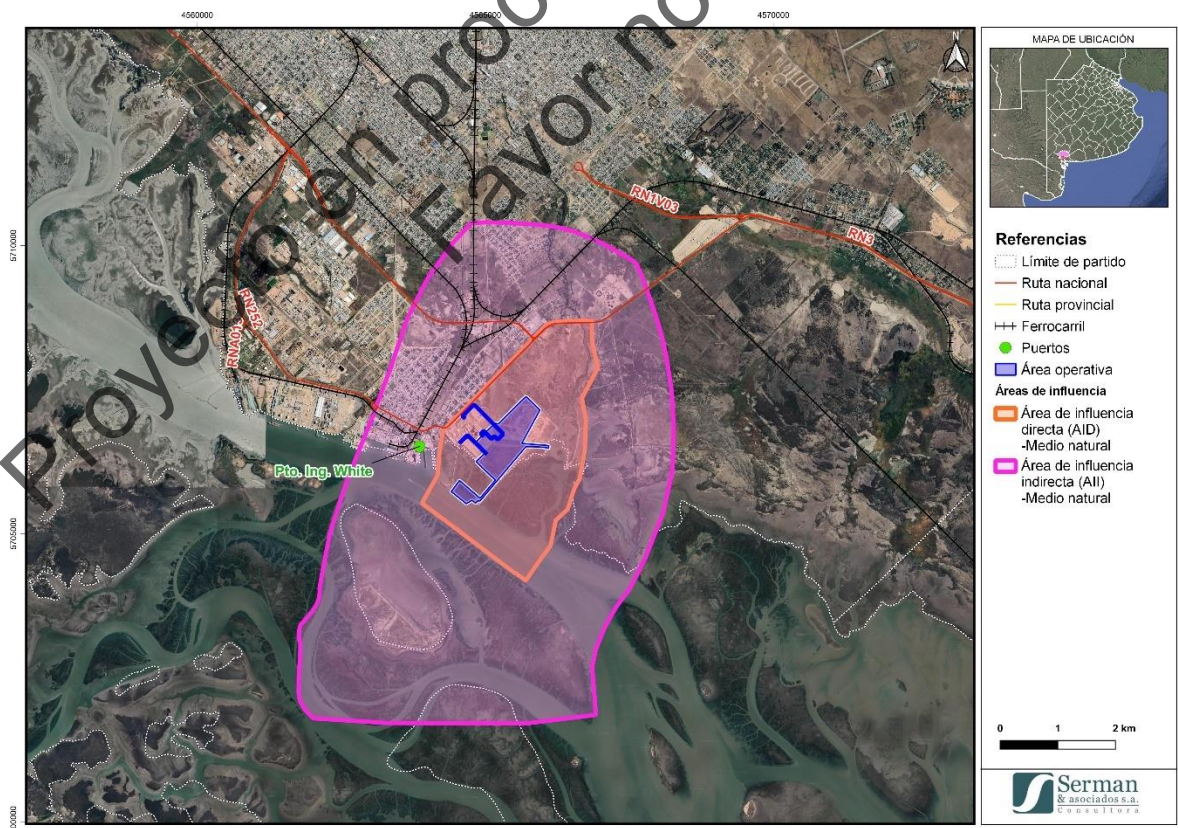 4560000
4565000
4570000
5710000
5705000
Proyecto en proc
Favor no
N
RN1V03
RN3
RN252
RNA01
Pto. Ing. White
MAPA DE UBICACIÓN
Referencias
Límite de partido
Ruta nacional
Ruta provincial
Ferrocarril
Puertos
Área operativa
Áreas de influencia
Área de influencia
directa (AID)
-Medio natural
Área de influencia
indirecta (AII)
-Medio natural
0 1 2 km
Serman
& asociados s.a.
Consultora